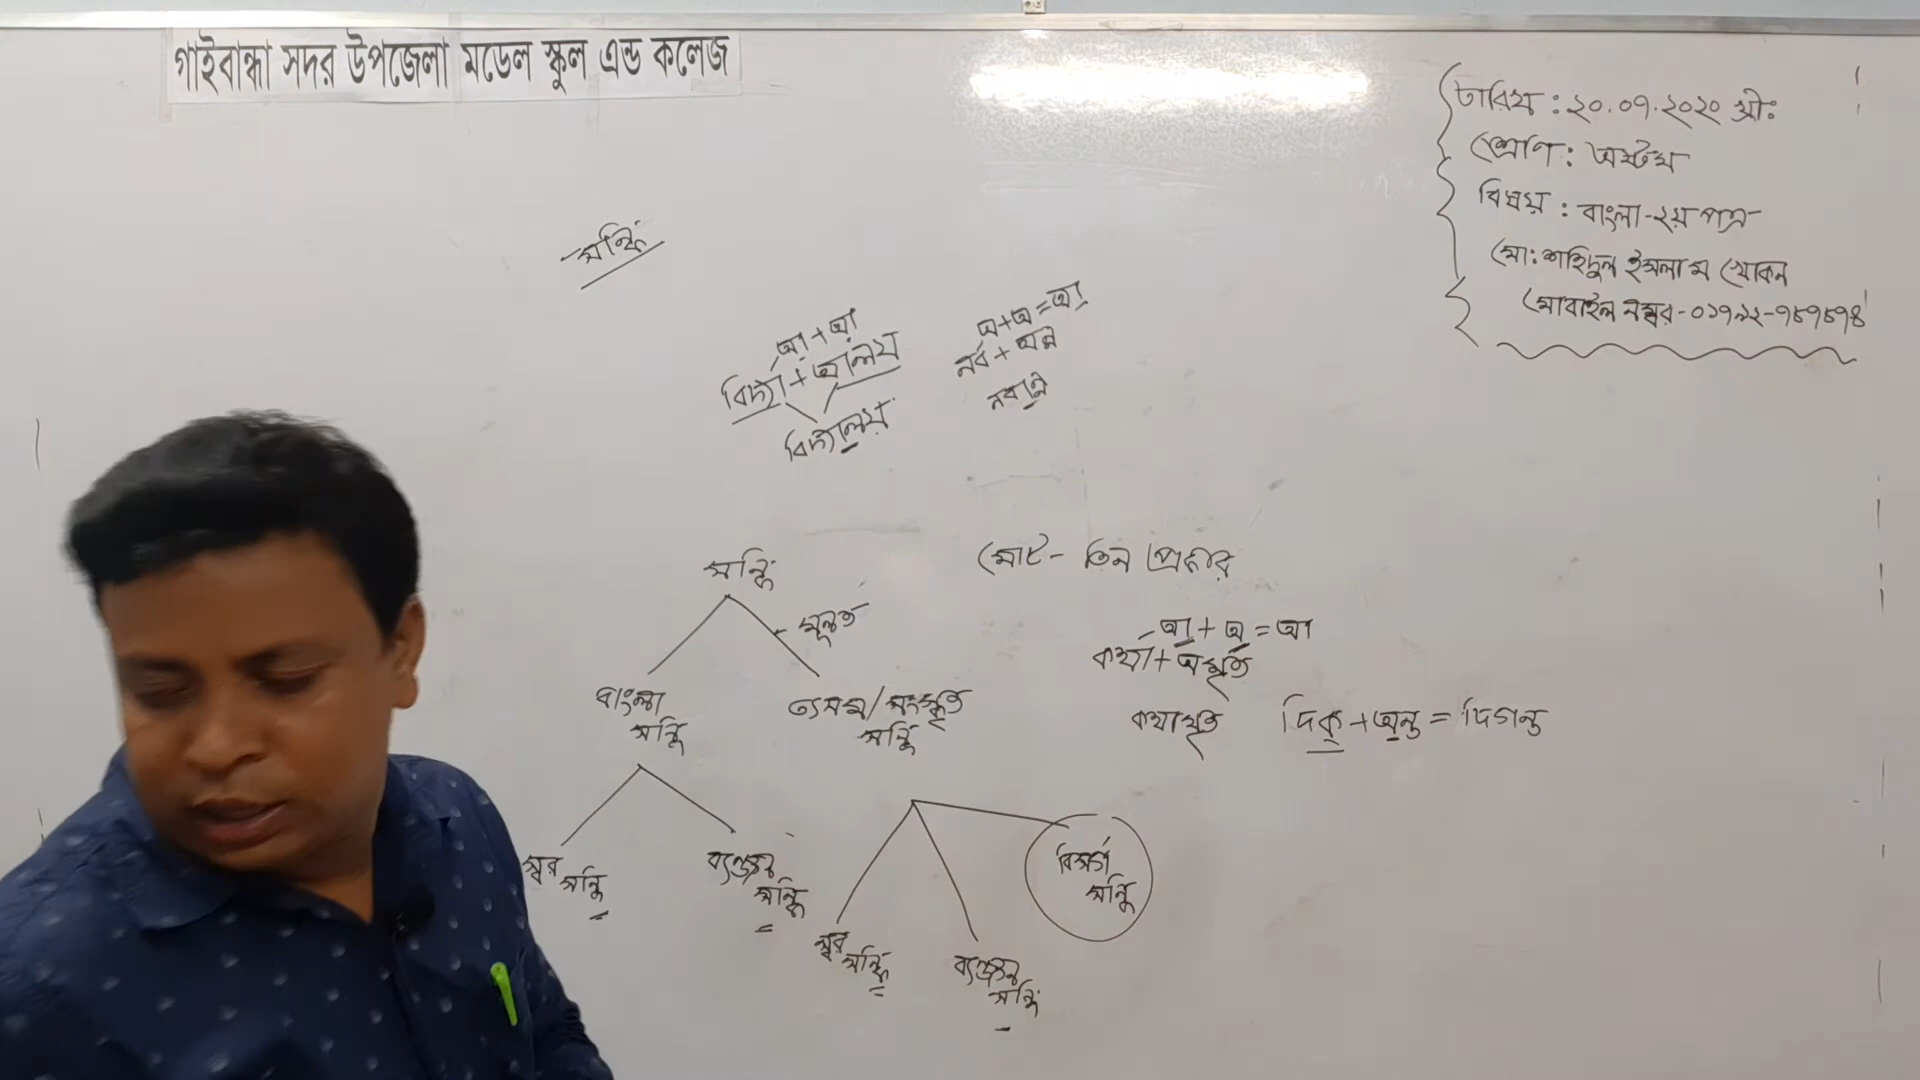 গাইবান্ধা সদর উপজেলা মডেল স্কুল এন্ড কলেজ
তারিখ : ২০.০৭.২০২০ খ্রীঃ
শ্রেণি : অষ্টম
বিষয় : বাংলা-২য় পত্র
মো: শহিদুল ইসলাম খোকন
মোবাইল নম্বর-
সন্ধি
আ+আ
বিদ্যা+আলয়
বিদ্যালয়
অ+অ=আ
নব+অন্ন
নবান্ন
সন্ধি
মূলত
মোট- তিন প্রকার
বাংলা
সন্ধি
তৎসম/সংস্কৃত
সন্ধি
আ+অ=আ
কথা+অমৃত
কথামৃত
দিক্+অন্ত=দিগন্ত
স্বর
সন্ধি
ব্যঞ্জন
সন্ধি
স্বর
সন্ধি
ব্যঞ্জন
সন্ধি
বিসর্গ
সন্ধি